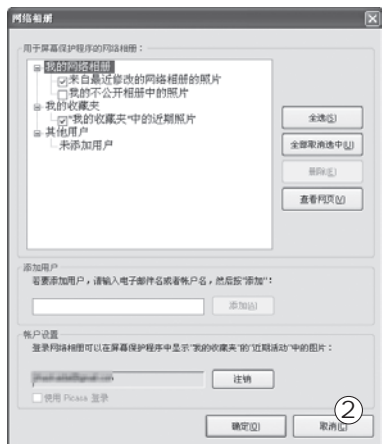 网络相册
用于屏幕保护程序的网络相册：
我的网络相册
来自最近修改的网络相册的照片
我的不公开相册中的照片
我的收藏夹
"我的收藏夹"中的近期照片
其他用户
未添加用户
全选(S)
全部取消选中(U)
删除(E)
查看网页(V)
添加用户
若要添加用户，请输入电子邮件名或者帐户名，然后按"添加"：
添加(A)
帐户设置
登录网络相册可以在屏幕保护程序中显示"我的收藏夹"的"近期活动"中的图片：
注销
使用 Picasa 登录
②
确定(O)
取消(C)